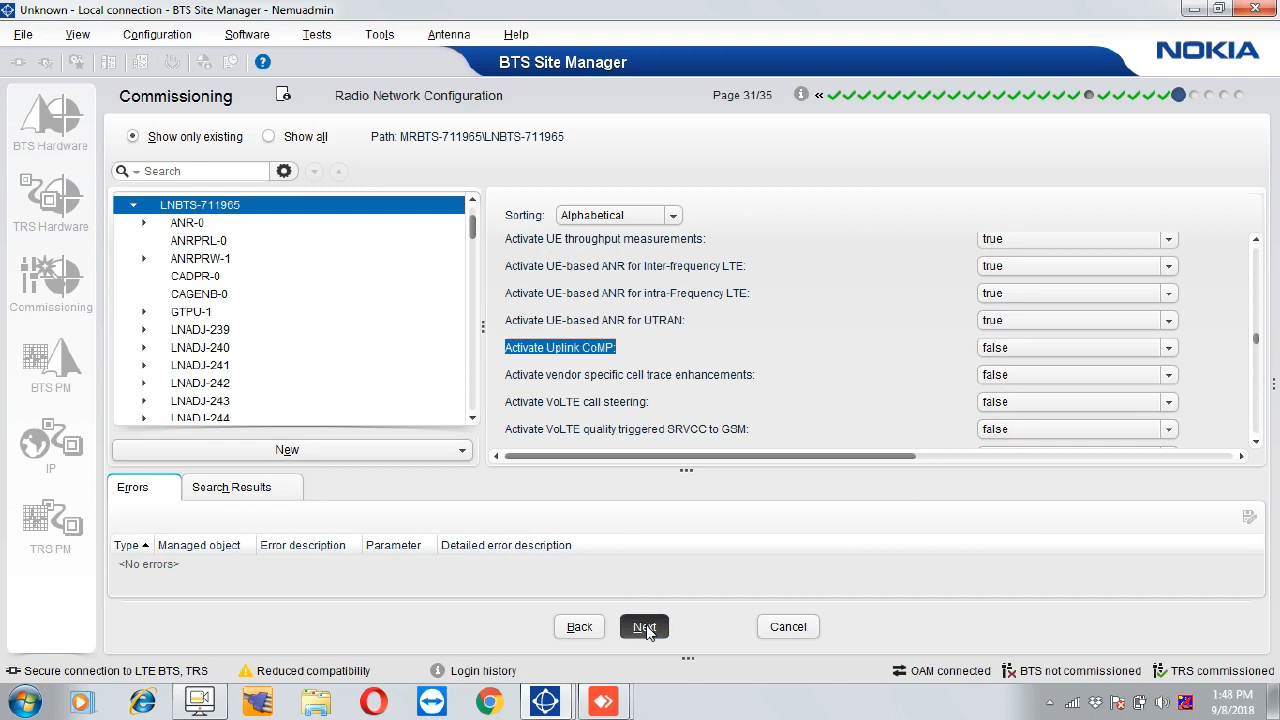 Unknown - Local connection - BTS Site Manager - Nemuadmin
File View Configuration Software Tests Tools Antenna Help
BTS Site Manager
NOKIA
Commissioning Radio Network Configuration Page 31/35
Show only existing Show all Path: MRBTS-711965\LNBTS-711965
Search
BTS Hardware
TRS Hardware
Commissioning
BTS PM
IP
TRS PM
LNBTS-711965
ANR-0
ANRPRL-0
ANRPRW-1
CADPR-0
CAGENB-0
GTPU-1
LNADJ-239
LNADJ-240
LNADJ-241
LNADJ-242
LNADJ-243
LNADJ-244
New
Sorting: Alphabetical
Activate UE throughput measurements: true
Activate UE-based ANR for Inter-frequency LTE: true
Activate UE-based ANR for intra-Frequency LTE: true
Activate UE-based ANR for UTRAN: true
Activate Uplink CoMP: false
Activate vendor specific cell trace enhancements: false
Activate VoLTE call steering: false
Activate VoLTE quality triggered SRVCC to GSM: false
Errors Search Results
Type Managed object Error description Parameter Detailed error description
<No errors>
Back Next Cancel
Secure connection to LTE BTS, TRS Reduced compatibility Login history OAM connected BTS not commissioned TRS commissioned
1:48 PM
9/8/2018